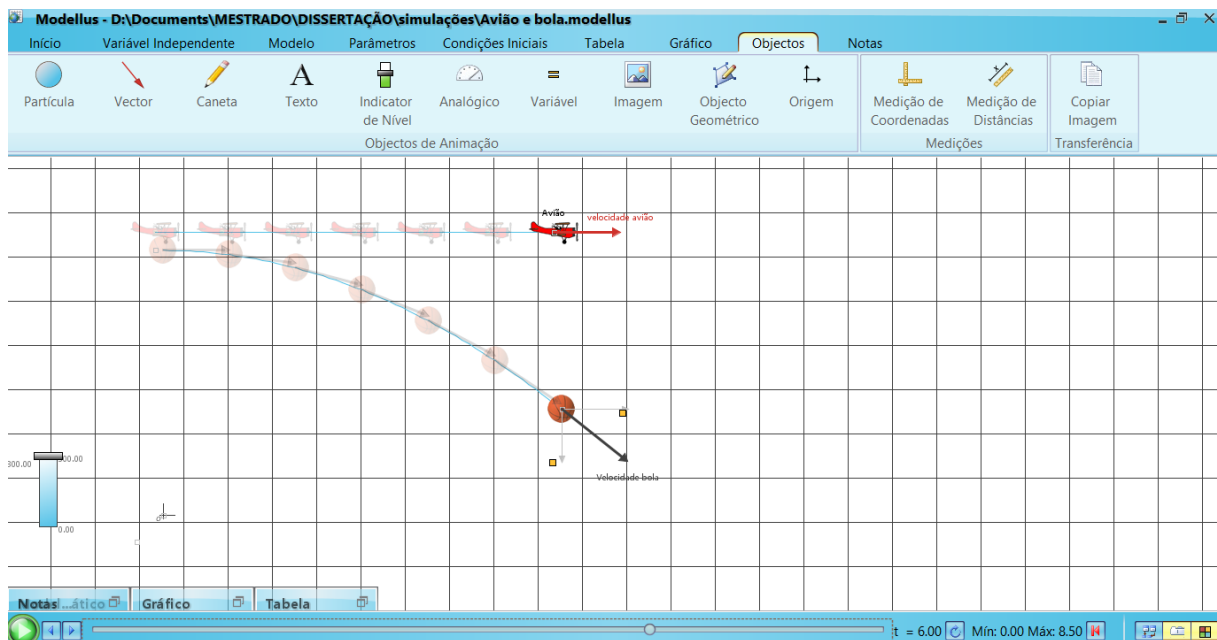 Modellus - D:\Documents\MESTRADO\DISSERTAÇÃO\simulações\Avião e bola.modellus
Início Variável Independente Modelo Parâmetros Condições Iniciais Tabela Gráfico Objectos Notas
Partícula Vector Caneta Texto Indicator de Nível Analógico Variável Imagem Objecto Geométrico Origem Medição de Coordenadas Medição de Distâncias Copiar Imagem
Objectos de Animação Medições Transferência
Avião
velocidade avião
Velocidade bola
0.00
Notas ...ático Gráfico Tabela
t = 6.00 Mín: 0.00 Máx: 8.50